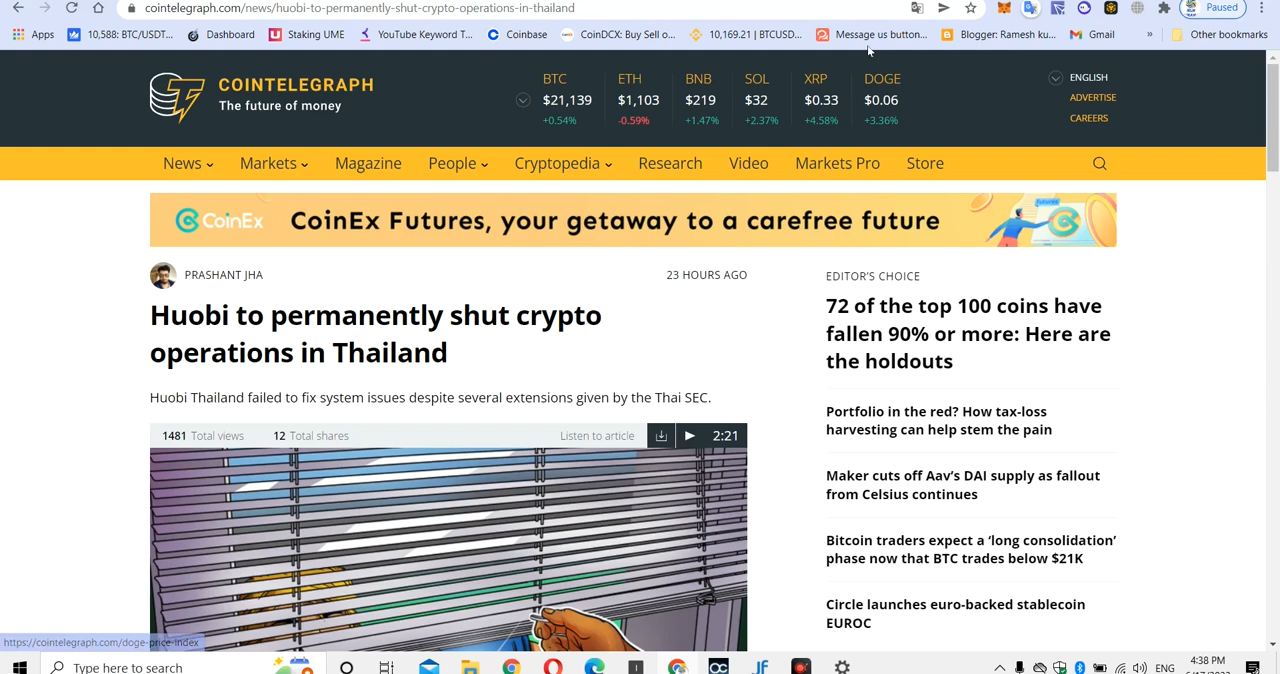 cointelegraph.com/news/huobi-to-permanently-shut-crypto-operations-in-thailand
Paused
Apps 10,588: BTC/USDT... Dashboard Staking UME YouTube Keyword T... Coinbase CoinDCX: Buy Sell o... 10,169.21 | BTCUSD... Message us button... Blogger: Ramesh ku... Gmail » Other bookmarks
COINTELEGRAPH
The future of money
BTC ETH BNB SOL XRP DOGE
$21,139 $1,103 $219 $32 $0.33 $0.06
+0.54% -0.59% +1.47% +2.37% +4.58% +3.36%
ENGLISH
ADVERTISE
CAREERS
News Markets Magazine People Cryptopedia Research Video Markets Pro Store
CoinEx CoinEx Futures, your getaway to a carefree future
PRASHANT JHA 23 HOURS AGO
Huobi to permanently shut crypto
operations in Thailand
Huobi Thailand failed to fix system issues despite several extensions given by the Thai SEC.
1481 Total views 12 Total shares Listen to article 2:21
EDITOR'S CHOICE
72 of the top 100 coins have
fallen 90% or more: Here are
the holdouts
Portfolio in the red? How tax-loss
harvesting can help stem the pain
Maker cuts off Aav's DAI supply as fallout
from Celsius continues
Bitcoin traders expect a 'long consolidation'
phase now that BTC trades below $21K
Circle launches euro-backed stablecoin
EUROC
https://cointelegraph.com/doge-price-index
Type here to search
ENG
4:38 PM